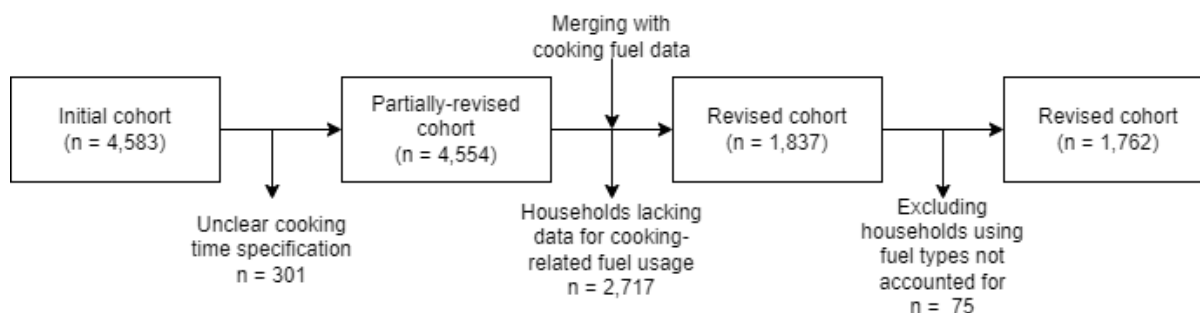 Merging with
cooking fuel data
Initial cohort
(n = 4,583)
Partially-revised
cohort
(n = 4,554)
Revised cohort
(n = 1,837)
Revised cohort
(n = 1,762)
Unclear cooking
time specification
n = 301
Households lacking
data for cooking-
related fuel usage
n = 2,717
Excluding
households using
fuel types not
accounted for
n =  75